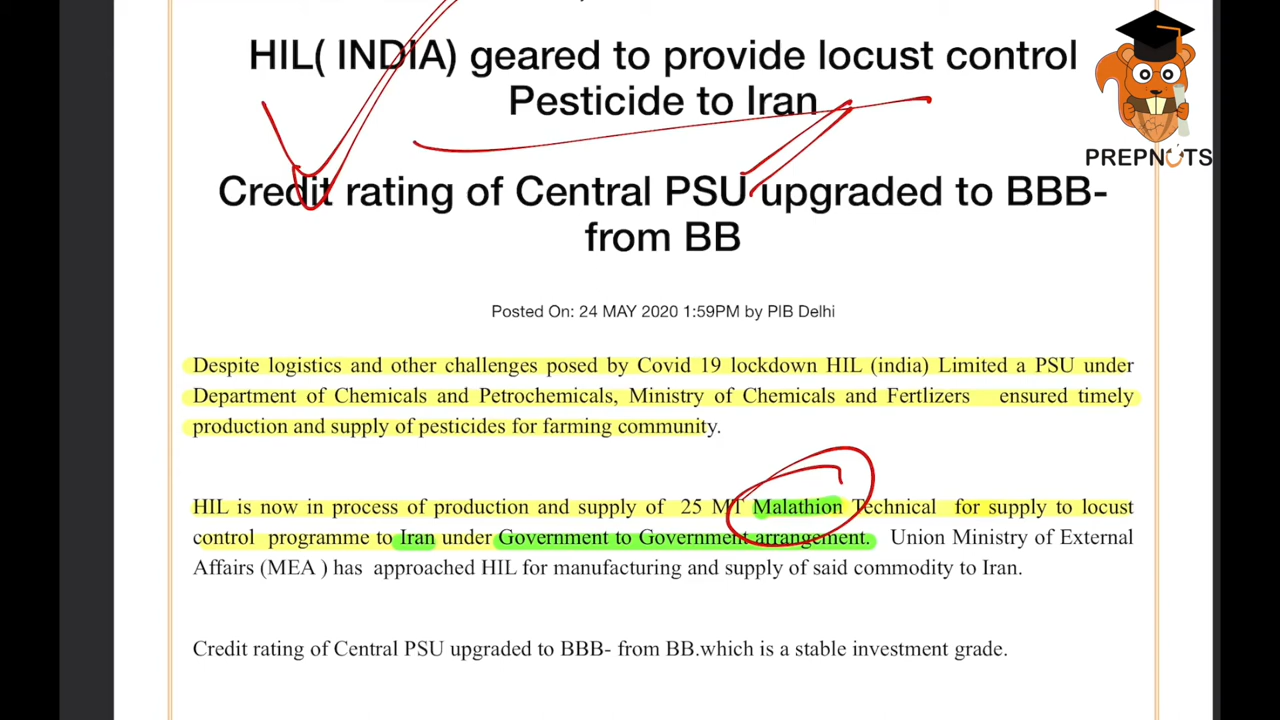 HIL( INDIA) geared to provide locust control
Pesticide to Iran
PREPNUTS
Credit rating of Central PSU upgraded to BBB-
from BB
Posted On: 24 MAY 2020 1:59PM by PIB Delhi
Despite logistics and other challenges posed by Covid 19 lockdown HIL (india) Limited a PSU under
Department of Chemicals and Petrochemicals, Ministry of Chemicals and Fertlizers ensured timely
production and supply of pesticides for farming community.
HIL is now in process of production and supply of 25 MT Malathion Technical for supply to locust
control programme to Iran under Government to Government arrangement. Union Ministry of External
Affairs (MEA ) has approached HIL for manufacturing and supply of said commodity to Iran.
Credit rating of Central PSU upgraded to BBB- from BB.which is a stable investment grade.